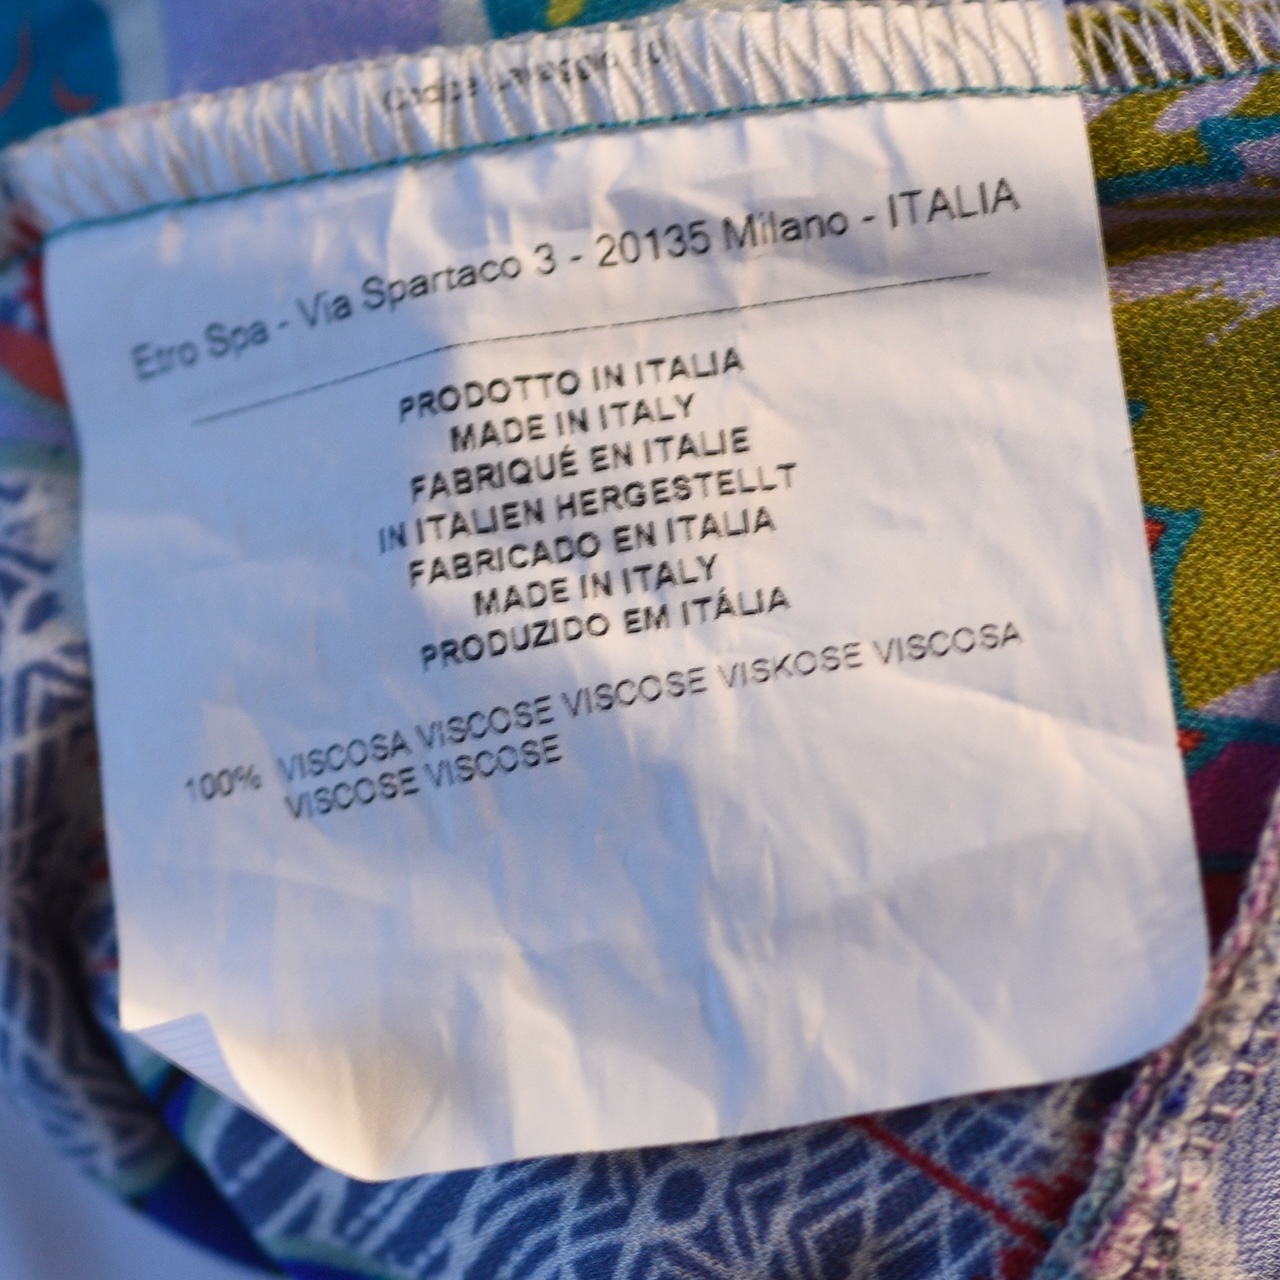 Etro Spa - Via Spartaco 3 - 20135 Milano - ITALIA
PRODOTTO IN ITALIA
MADE IN ITALY
FABRIQUÉ EN ITALIE
IN ITALIEN HERGESTELLT
FABRICADO EN ITALIA
MADE IN ITALY
PRODUZIDO EM ITÁLIA
100% VISCOSA VISCOSE VISCOSE VISKOSE VISCOSA
VISCOSE VISCOSE